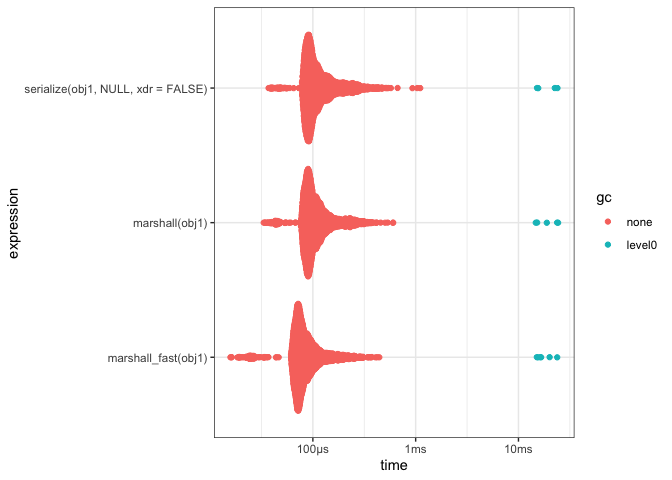 expression
serialize(obj1, NULL, xdr = FALSE)
marshall(obj1)
marshall_fast(obj1)
100µs
1ms
10ms
time
gc
none
level0